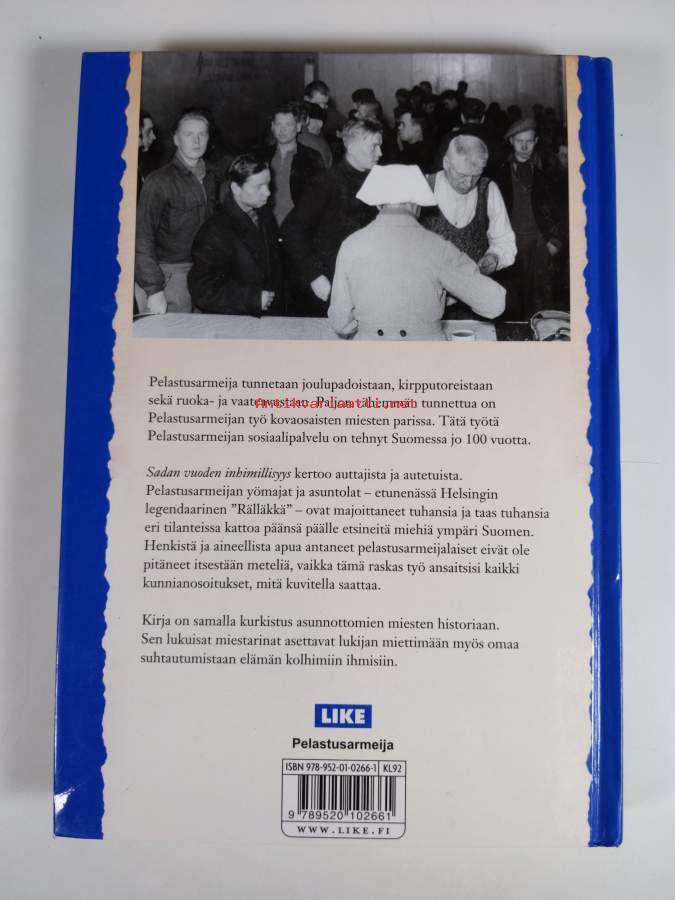 Pelastusarmeija tunnetaan joulupadoistaan, kirpputoreistaan
sekä ruoka- ja vaateavustaan. Paljon vähemmän tunnettua on
Antikvariaatti.net
Pelastusarmeijan työ kovaosaisten miesten parissa. Tätä työtä
Pelastusarmeijan sosiaalipalvelu on tehnyt Suomessa jo 100 vuotta.
Sadan vuoden inhimillisyys kertoo auttajista ja autetuista.
Pelastusarmeijan yömajat ja asuntolat – etunenässä Helsingin
legendaarinen ”Rälläkkä” – ovat majoittaneet tuhansia ja taas tuhansia
eri tilanteissa kattoa päänsä päälle etsineitä miehiä ympäri Suomen.
Henkistä ja aineellista apua antaneet pelastusarmeijalaiset eivät ole
pitäneet itsestään meteliä, vaikka tämä raskas työ ansaitsisi kaikki
kunnianosoitukset, mitä kuvitella saattaa.
Kirja on samalla kurkistus asunnottomien miesten historiaan.
Sen lukuisat miestarinat asettavat lukijan miettimään myös omaa
suhtautumistaan elämän kolhimiin ihmisiin.
LIKE
Pelastusarmeija
ISBN 978-952-01-0266-1 KL92
9 789520 102661
WWW.LIKE.FI